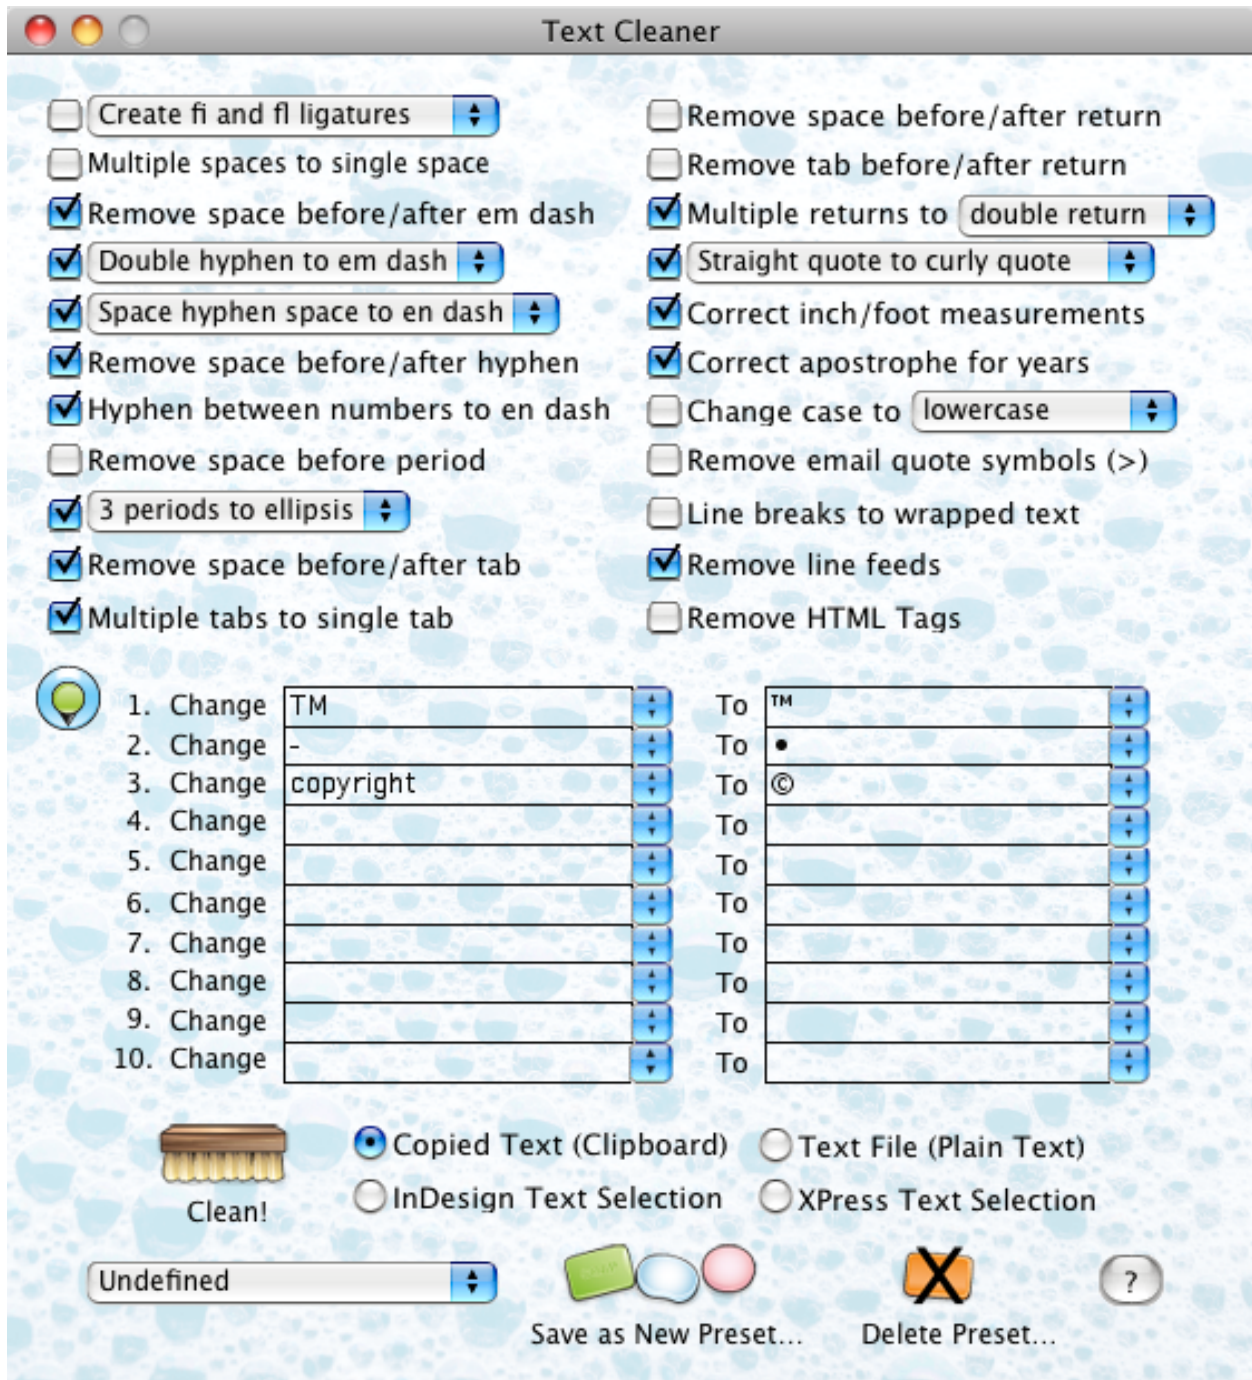 Text Cleaner
Create fi and fl ligatures
Multiple spaces to single space
Remove space before/after em dash
Double hyphen to em dash
Space hyphen space to en dash
Remove space before/after hyphen
Hyphen between numbers to en dash
Remove space before period
3 periods to ellipsis
Remove space before/after tab
Multiple tabs to single tab
Remove space before/after return
Remove tab before/after return
Multiple returns to double return
Straight quote to curly quote
Correct inch/foot measurements
Correct apostrophe for years
Change case to lowercase
Remove email quote symbols (>)
Line breaks to wrapped text
Remove line feeds
Remove HTML Tags
1. Change TM To ™
2. Change - To •
3. Change copyright To ©
4. Change To
5. Change To
6. Change To
7. Change To
8. Change To
9. Change To
10. Change To
Clean!
Copied Text (Clipboard) Text File (Plain Text)
InDesign Text Selection XPress Text Selection
Undefined
SOAP
X
?
Save as New Preset... Delete Preset...